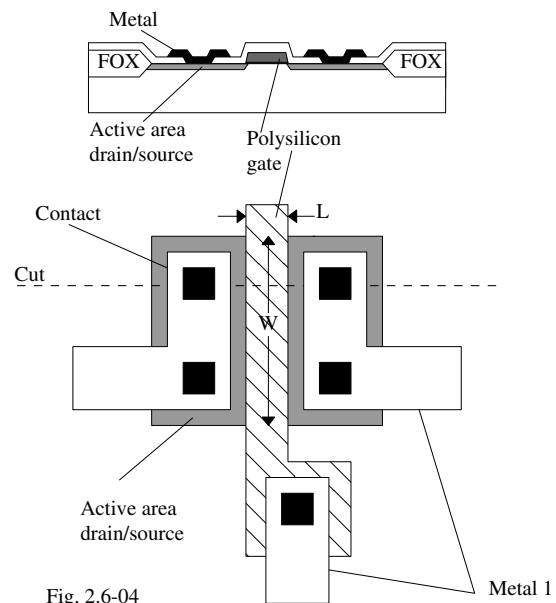 Metal
FOX
FOX
Active area
drain/source
Polysilicon
gate
Contact
L
Cut
W
Active area
drain/source
Metal 1
Fig. 2.6-04